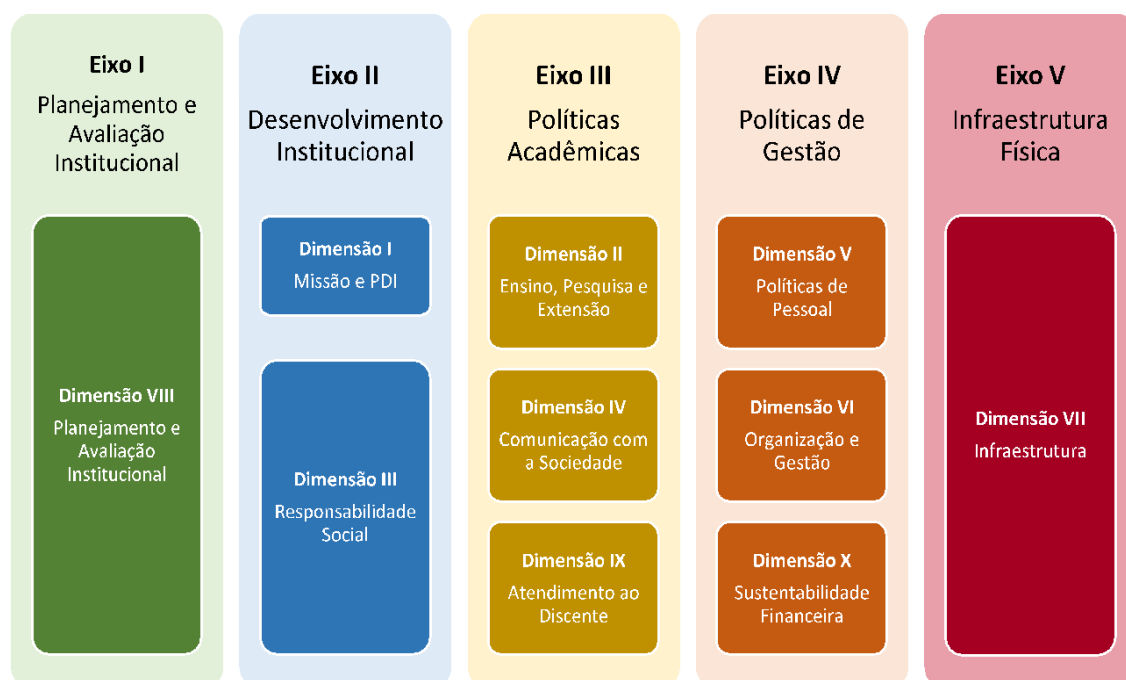 Eixo I
Planejamento e
Avaliação
Institucional
Dimensão VIII
Planejamento e
Avaliação
Institucional
Eixo II
Desenvolvimento
Institucional
Dimensão I
Missão e PDI
Dimensão III
Responsabilidade
Social
Eixo III
Políticas
Acadêmicas
Dimensão II
Ensino, Pesquisa e
Extensão
Dimensão IV
Comunicação com
a Sociedade
Dimensão IX
Atendimento ao
Discente
Eixo IV
Políticas de
Gestão
Dimensão V
Políticas de
Pessoal
Dimensão VI
Organização e
Gestão
Dimensão X
Sustentabilidade
Financeira
Eixo V
Infraestrutura
Física
Dimensão VII
Infraestrutura